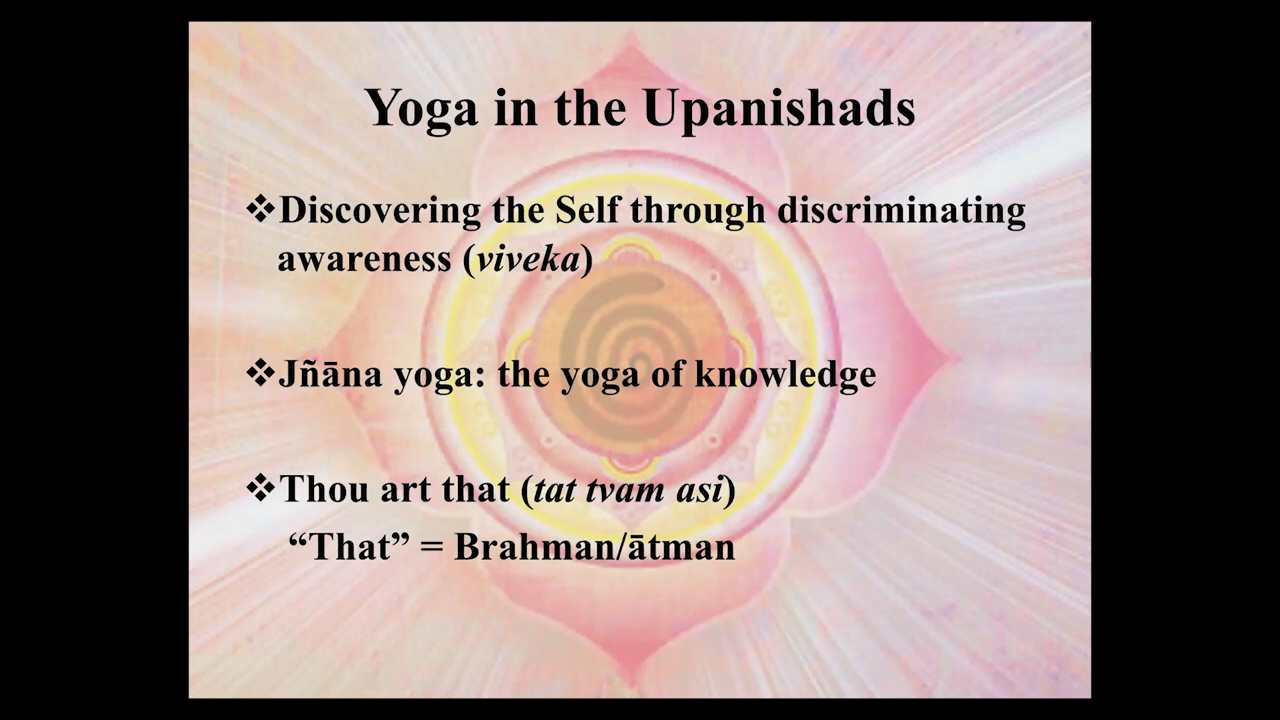 Yoga in the Upanishads
❖Discovering the Self through discriminating
awareness (viveka)
❖Jñāna yoga: the yoga of knowledge
❖Thou art that (tat tvam asi)
“That” = Brahman/ātman